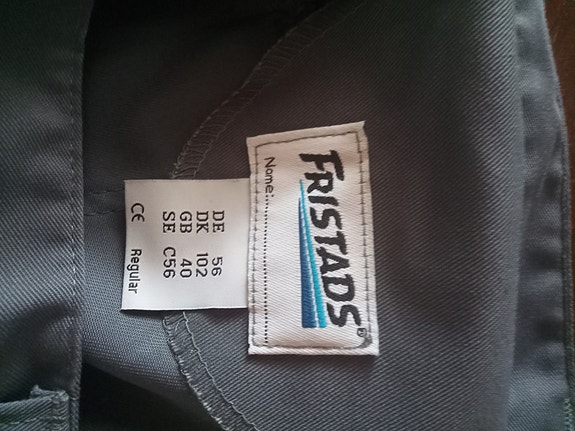 FRISTADS®
Name:
DE 56
DK 102
GB 40
SE C56
CE Regular